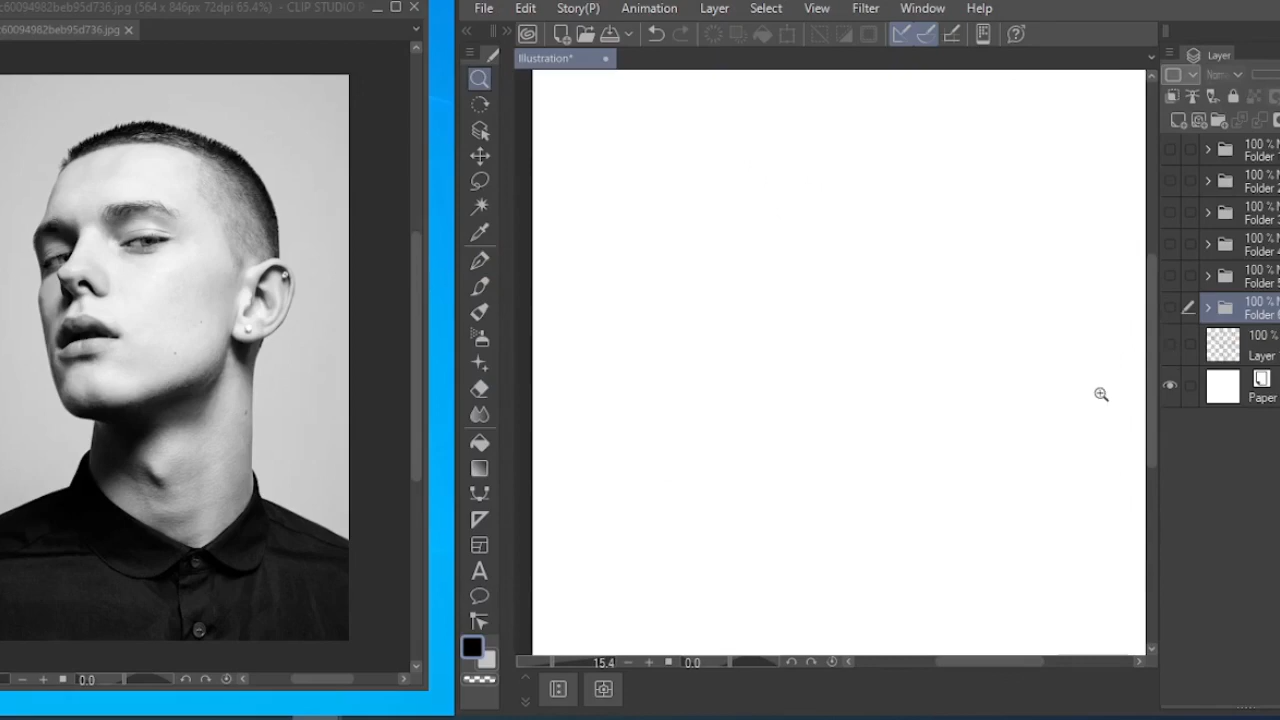 60094982beb95d736.jpg (564 x 846px 72dpi 65.4%) - CLIP STUDIO P
60094982beb95d736.jpg
0.0
File Edit Story(P) Animation Layer Select View Filter Window Help
Illustration*
15.4
0.0
Layer
Norm
100 % N
Folder 1
100 % N
Folder 2
100 % N
Folder 3
100 % N
Folder 4
100 % N
Folder 5
100 % N
Folder 6
100 %
Layer
Paper